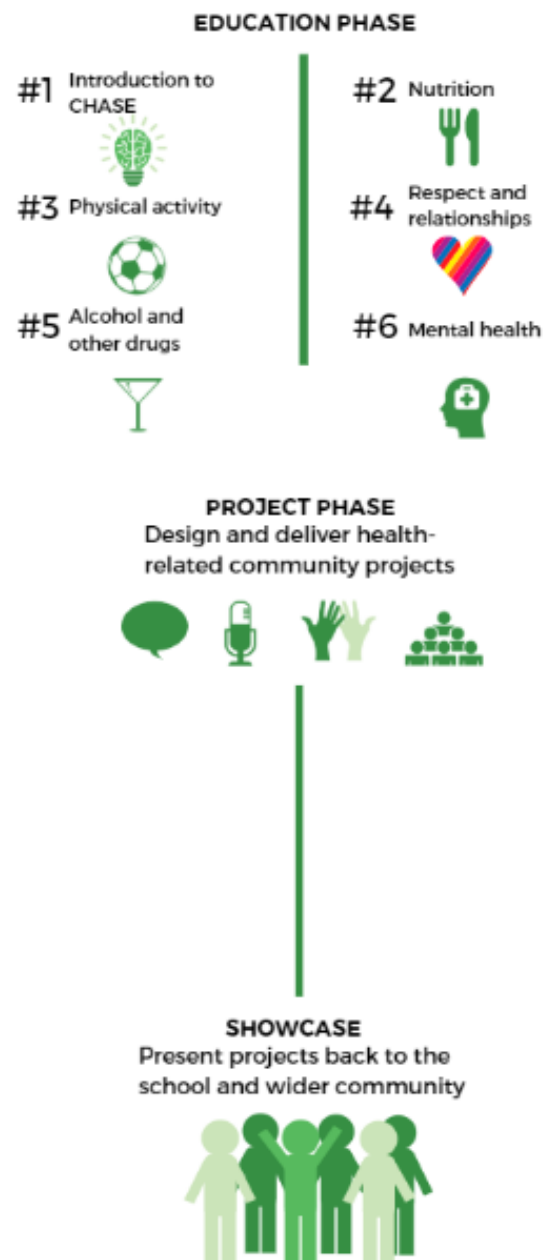 EDUCATION PHASE
#1 Introduction to
CHASE
#2 Nutrition
#3 Physical activity
#4 Respect and
relationships
#5 Alcohol and
other drugs
#6 Mental health
PROJECT PHASE
Design and deliver health-
related community projects
SHOWCASE
Present projects back to the
school and wider community